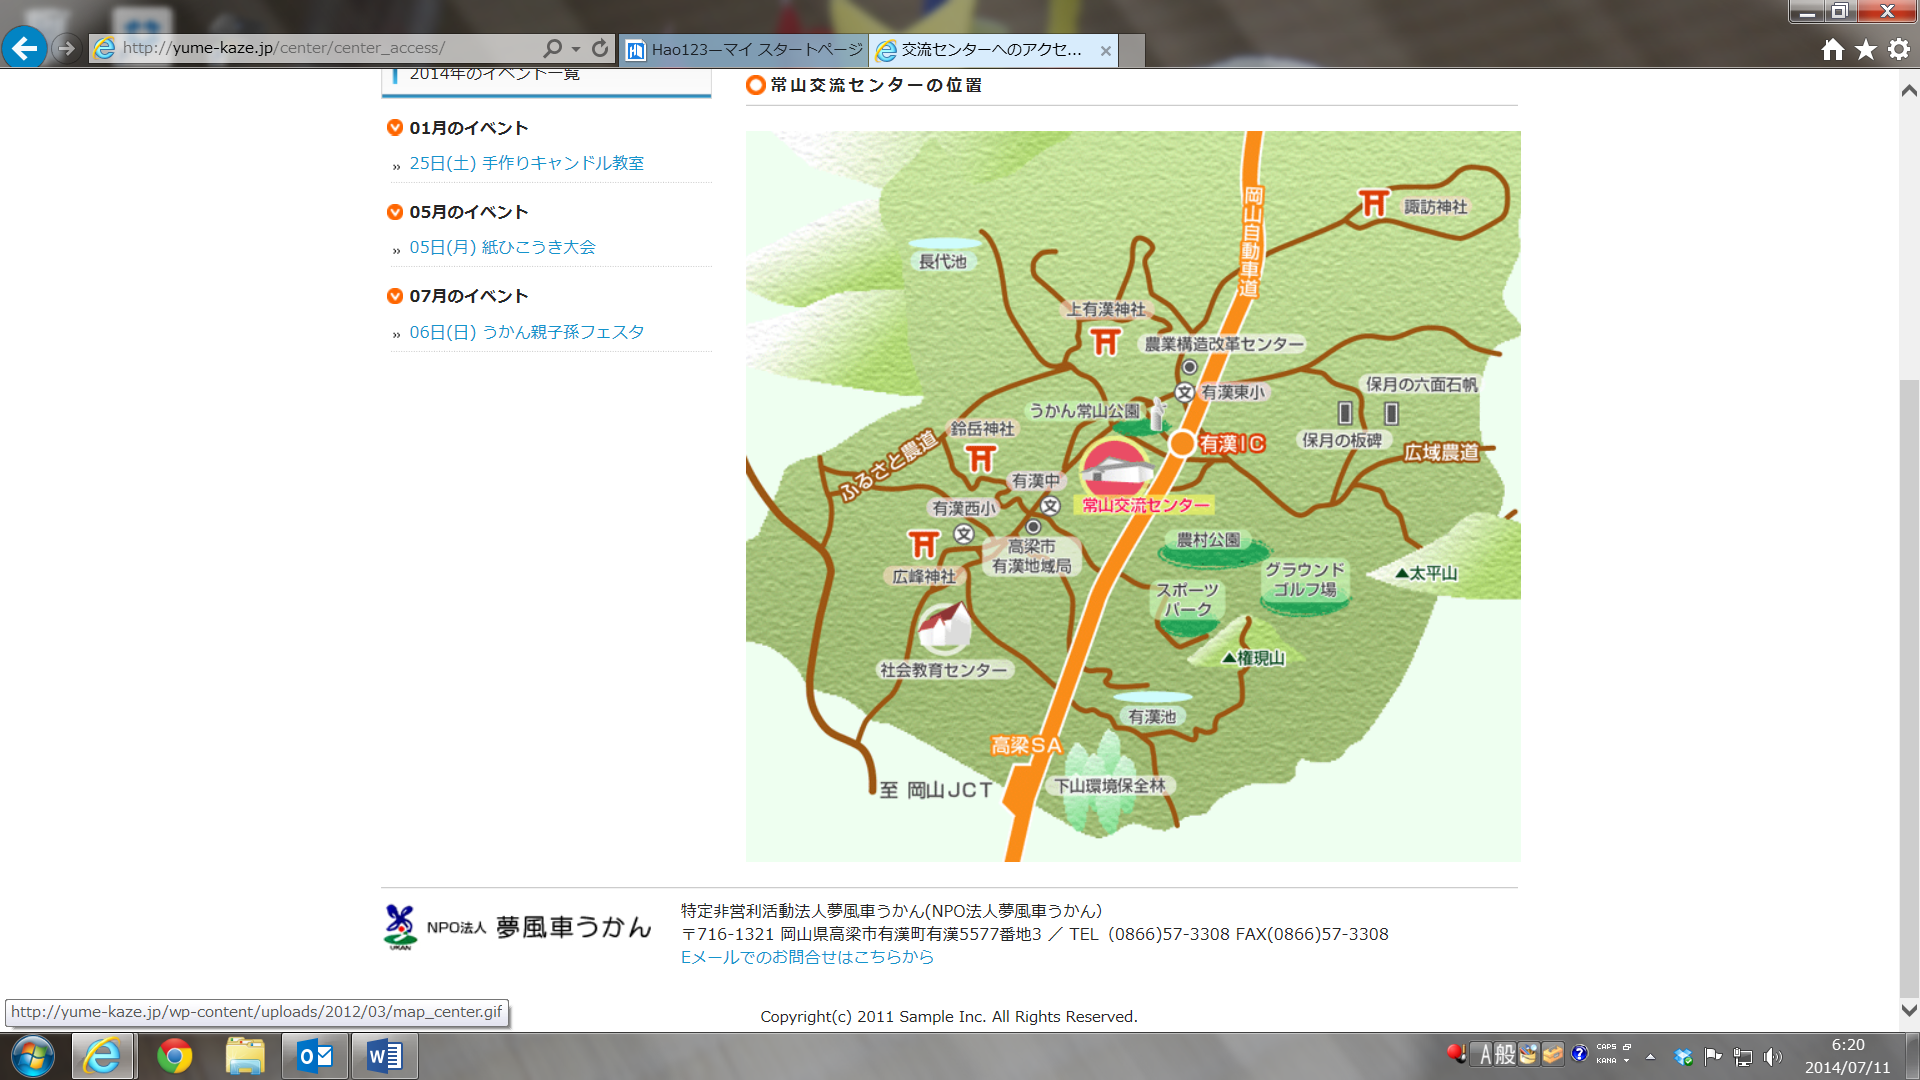 http://yume-kaze.jp/center/center_access/
Hao123—マイ スタートページ
交流センターへのアクセ...
2014年のイベント一覧
01月のイベント
25日(土) 手作りキャンドル教室
05月のイベント
05日(月) 紙ひこうき大会
07月のイベント
06日(日) うかん親子孫フェスタ
常山交流センターの位置
岡山自動車道
諏訪神社
長代池
上有漢神社
農業構造改革センター
文
有漢東小
保月の六面石帆
うかん常山公園
鈴岳神社
有漢IC
保月の板碑
広域農道
ふるさと農道
有漢中
文
常山交流センター
有漢西小
文
高梁市
有漢地域局
農村公園
広峰神社
グラウンド
ゴルフ場
▲太平山
スポーツ
パーク
▲権現山
社会教育センター
有漢池
高梁SA
下山環境保全林
至 岡山JCT
UKAN
NPO法人 夢風車うかん
特定非営利活動法人夢風車うかん(NPO法人夢風車うかん)
〒716-1321 岡山県高梁市有漢町有漢5577番地3 ／ TEL (0866)57-3308 FAX(0866)57-3308
Eメールでのお問合せはこちらから
http://yume-kaze.jp/wp-content/uploads/2012/03/map_center.gif
Copyright(c) 2011 Sample Inc. All Rights Reserved.
A般
CAPS
KANA
6:20
2014/07/11